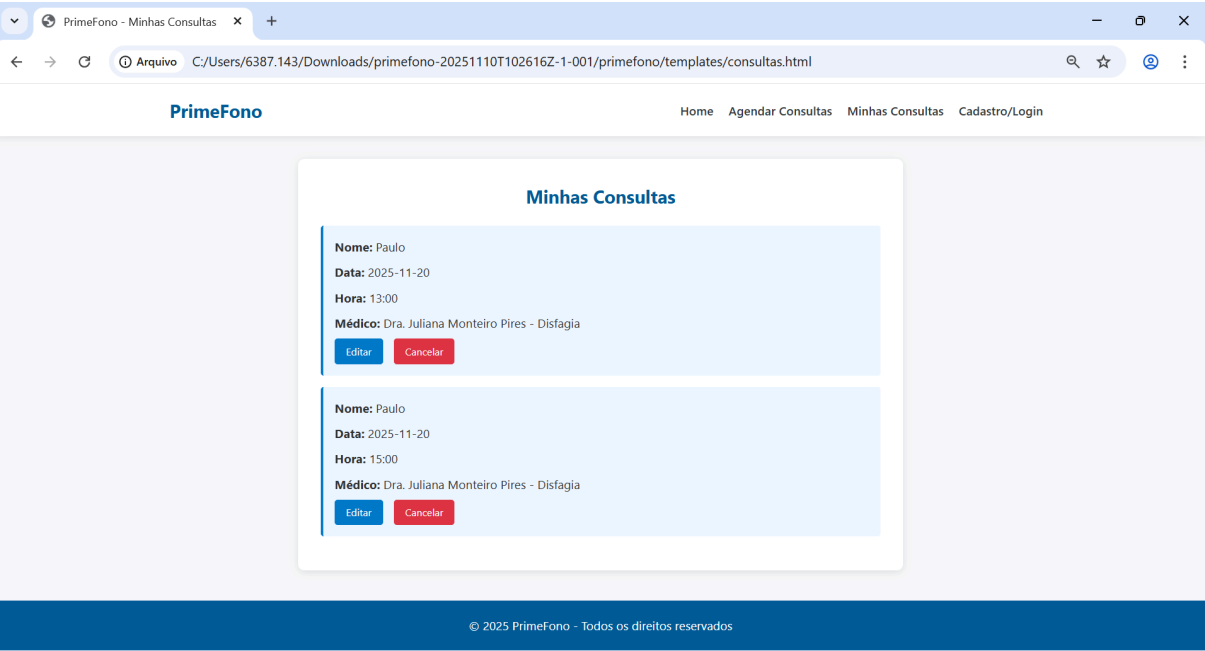 PrimeFono - Minhas Consultas
Arquivo C:/Users/6387.143/Downloads/primefono-20251110T102616Z-1-001/primefono/templates/consultas.html
PrimeFono Home Agendar Consultas Minhas Consultas Cadastro/Login
Minhas Consultas
Nome: Paulo
Data: 2025-11-20
Hora: 13:00
Médico: Dra. Juliana Monteiro Pires - Disfagia
Editar Cancelar
Nome: Paulo
Data: 2025-11-20
Hora: 15:00
Médico: Dra. Juliana Monteiro Pires - Disfagia
Editar Cancelar
© 2025 PrimeFono - Todos os direitos reservados